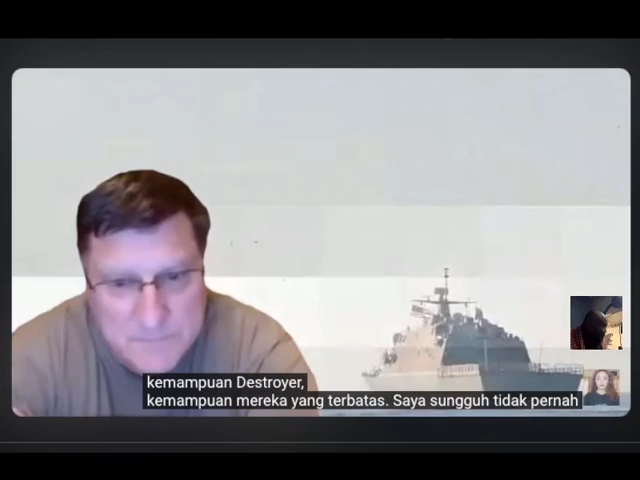 kemampuan Destroyer,
kemampuan mereka yang terbatas. Saya sungguh tidak pernah